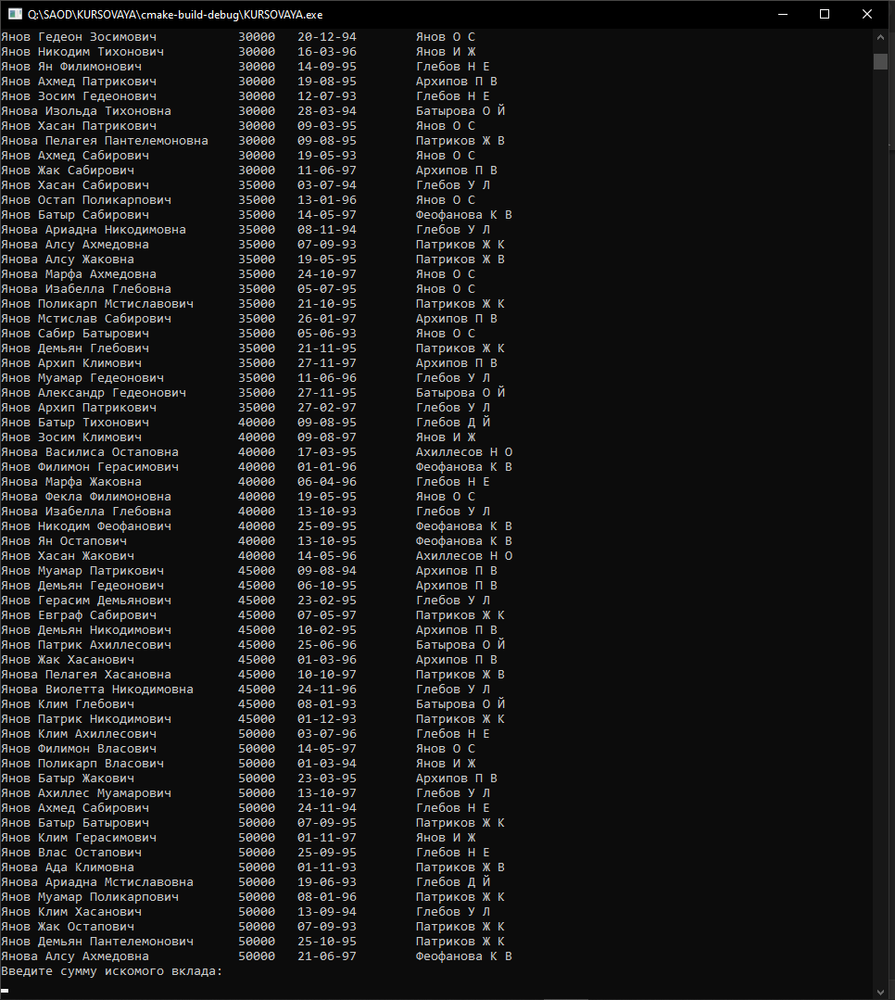 Q:\SAOD\KURSOVAYA\cmake-build-debug\KURSOVAYA.exe
Янов Гедеон Зосимович 30000 20-12-94 Янов О С
Янов Никодим Тихонович 30000 16-03-96 Янов И Ж
Янов Ян Филимонович 30000 14-09-95 Глебов Н Е
Янов Ахмед Патрикович 30000 19-08-95 Архипов П В
Янов Зосим Гедеонович 30000 12-07-93 Глебов Н Е
Янова Изольда Тихоновна 30000 28-03-94 Батырова О Й
Янов Хасан Патрикович 30000 09-03-95 Янов О С
Янова Пелагея Пантелемоновна 30000 09-08-95 Патриков Ж В
Янов Ахмед Сабирович 30000 19-05-93 Янов О С
Янов Жак Сабирович 30000 11-06-97 Архипов П В
Янов Хасан Сабирович 35000 03-07-94 Глебов У Л
Янов Остап Поликарпович 35000 13-01-96 Янов О С
Янов Батыр Сабирович 35000 14-05-97 Феофанова К В
Янова Ариадна Никодимовна 35000 08-11-94 Глебов У Л
Янова Алсу Ахмедовна 35000 07-09-93 Патриков Ж К
Янова Алсу Жаковна 35000 19-05-95 Патриков Ж В
Янова Марфа Ахмедовна 35000 24-10-97 Янов О С
Янова Изабелла Глебовна 35000 05-07-95 Янов О С
Янов Поликарп Мстиславович 35000 21-10-95 Патриков Ж К
Янов Мстислав Сабирович 35000 26-01-97 Архипов П В
Янов Сабир Батырович 35000 05-06-93 Янов О С
Янов Демьян Глебович 35000 21-11-95 Патриков Ж К
Янов Архип Климович 35000 27-11-97 Архипов П В
Янов Муамар Гедеонович 35000 11-06-96 Глебов У Л
Янов Александр Гедеонович 35000 27-11-95 Батырова О Й
Янов Архип Патрикович 35000 27-02-97 Глебов У Л
Янов Батыр Тихонович 40000 09-08-95 Глебов Д Й
Янов Зосим Климович 40000 09-08-97 Янов И Ж
Янова Василиса Остаповна 40000 17-03-95 Ахиллесов Н О
Янов Филимон Герасимович 40000 01-01-96 Феофанова К В
Янова Марфа Жаковна 40000 06-04-96 Глебов Н Е
Янова Фекла Филимоновна 40000 19-05-95 Янов О С
Янова Изабелла Глебовна 40000 13-10-93 Глебов У Л
Янов Никодим Феофанович 40000 25-09-95 Феофанова К В
Янов Ян Остапович 40000 13-10-95 Феофанова К В
Янов Хасан Жакович 40000 14-05-96 Ахиллесов Н О
Янов Муамар Патрикович 45000 09-08-94 Архипов П В
Янов Демьян Гедеонович 45000 06-10-95 Архипов П В
Янов Герасим Демьянович 45000 23-02-95 Глебов У Л
Янов Евграф Сабирович 45000 07-05-97 Патриков Ж К
Янов Демьян Никодимович 45000 10-02-95 Архипов П В
Янов Патрик Ахиллесович 45000 25-06-96 Батырова О Й
Янов Жак Хасанович 45000 01-03-96 Архипов П В
Янова Пелагея Хасановна 45000 10-10-97 Патриков Ж В
Янова Виолетта Никодимовна 45000 24-11-96 Глебов У Л
Янов Клим Глебович 45000 08-01-93 Батырова О Й
Янов Патрик Никодимович 45000 01-12-93 Патриков Ж К
Янов Клим Ахиллесович 50000 03-07-96 Глебов Н Е
Янов Филимон Власович 50000 14-05-97 Янов О С
Янов Поликарп Власович 50000 01-03-94 Янов И Ж
Янов Батыр Жакович 50000 23-03-95 Архипов П В
Янов Ахиллес Муамарович 50000 13-10-97 Глебов У Л
Янов Ахмед Сабирович 50000 24-11-94 Глебов Н Е
Янов Батыр Батырович 50000 07-09-95 Патриков Ж К
Янов Клим Герасимович 50000 01-11-97 Янов И Ж
Янов Влас Остапович 50000 25-09-95 Глебов Н Е
Янова Ада Климовна 50000 01-11-93 Патриков Ж В
Янова Ариадна Мстиславовна 50000 19-06-93 Глебов Д Й
Янов Муамар Поликарпович 50000 08-01-96 Патриков Ж К
Янов Клим Хасанович 50000 13-09-94 Глебов У Л
Янов Жак Остапович 50000 07-09-93 Патриков Ж К
Янов Демьян Пантелемонович 50000 25-10-95 Патриков Ж К
Янова Алсу Ахмедовна 50000 21-06-97 Феофанова К В
Введите сумму искомого вклада: